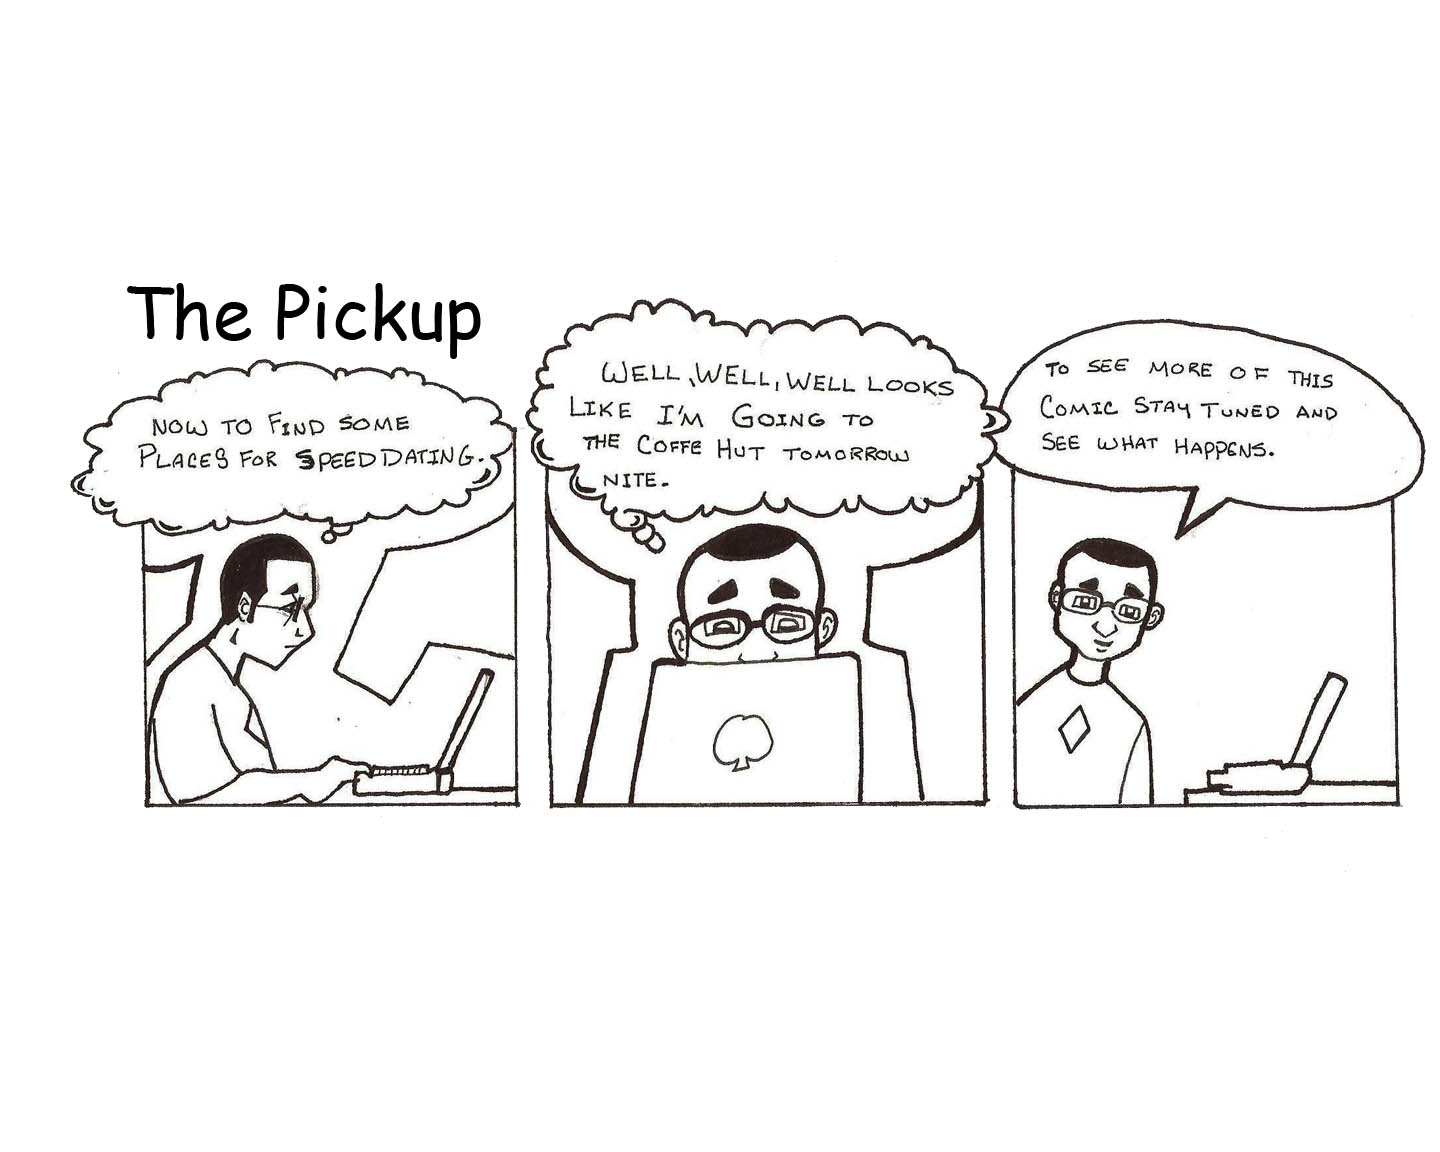 The Pickup
NOW TO FIND SOME
PLACES FOR SPEED DATING.
WELL, WELL, WELL LOOKS
LIKE I'M GOING TO
THE COFFE HUT TOMORROW
NITE.
TO SEE MORE OF THIS
COMIC STAY TUNED AND
SEE WHAT HAPPENS.